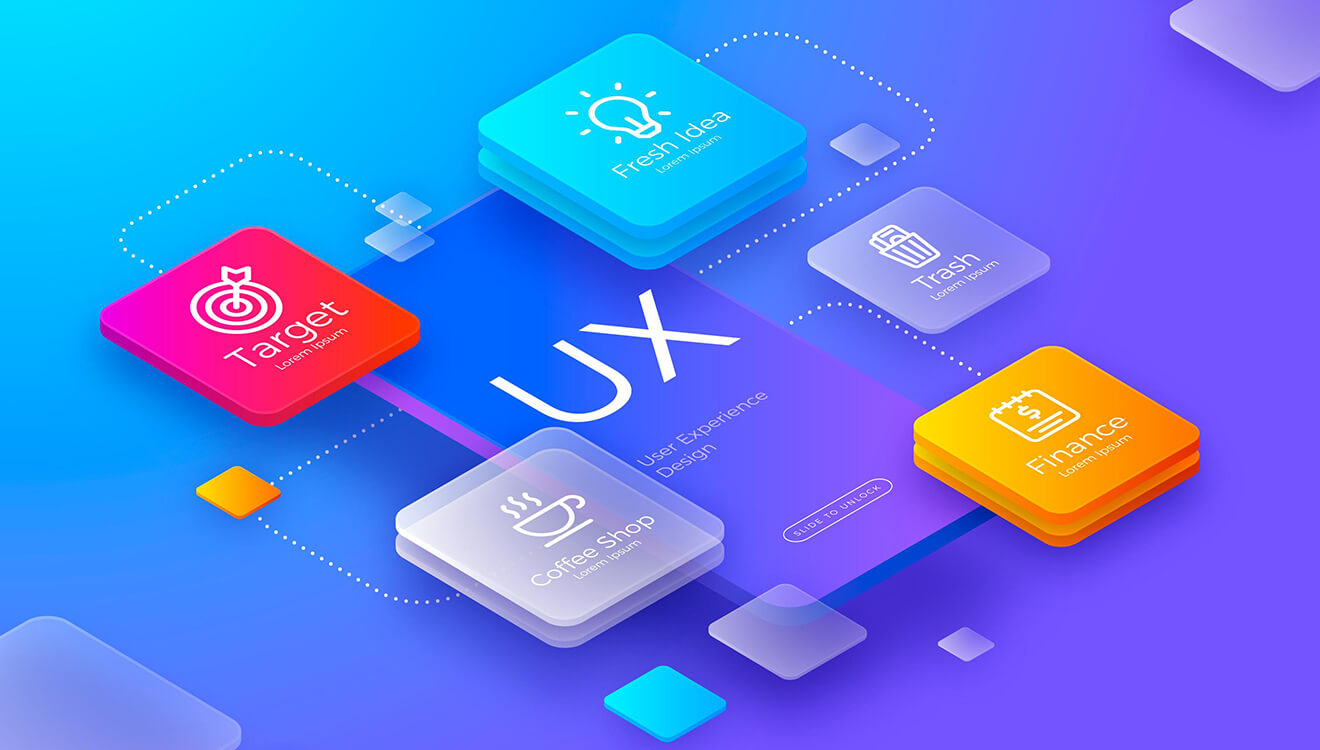 Fresh Idea
Lorem Ipsum
Trash
Lorem Ipsum
Target
Lorem Ipsum
UX
User Experience
Design
SLIDE TO UNLOCK
Finance
Lorem Ipsum
Coffee Shop
Lorem Ipsum